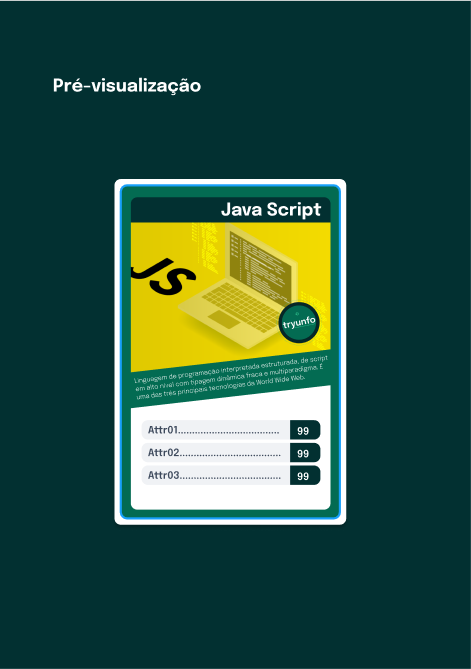 Pré-visualização
Java Script
JS
tryunfo
Linguagem de programação interpretada estruturada, de script
em alto nível com tipagem dinâmica fraca e multiparadigma. É
uma das três principais tecnologias da World Wide Web.
Attr01.................................... 99
Attr02.................................... 99
Attr03.................................... 99